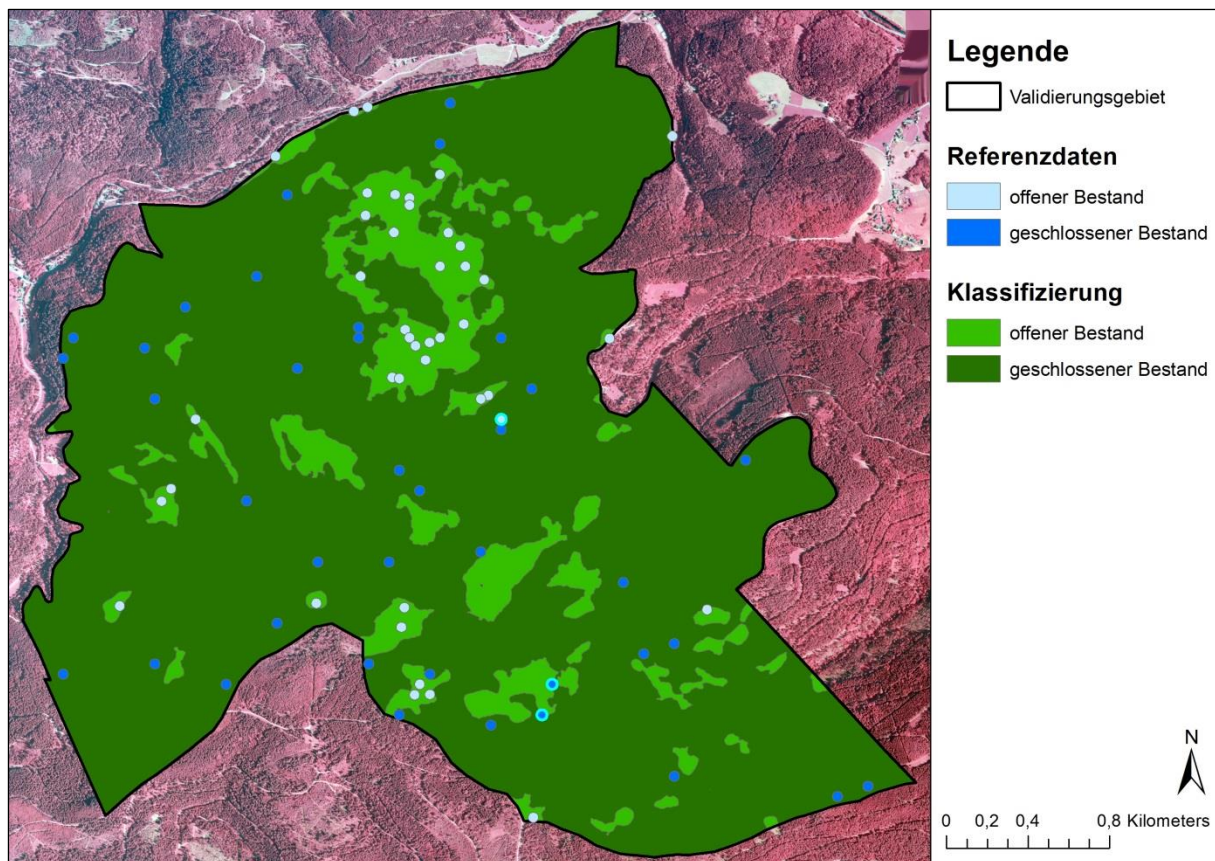 Legende
Validierungsgebiet
Referenzdaten
offener Bestand
geschlossener Bestand
Klassifizierung
offener Bestand
geschlossener Bestand
N
0 0,2 0,4 0,8 Kilometers